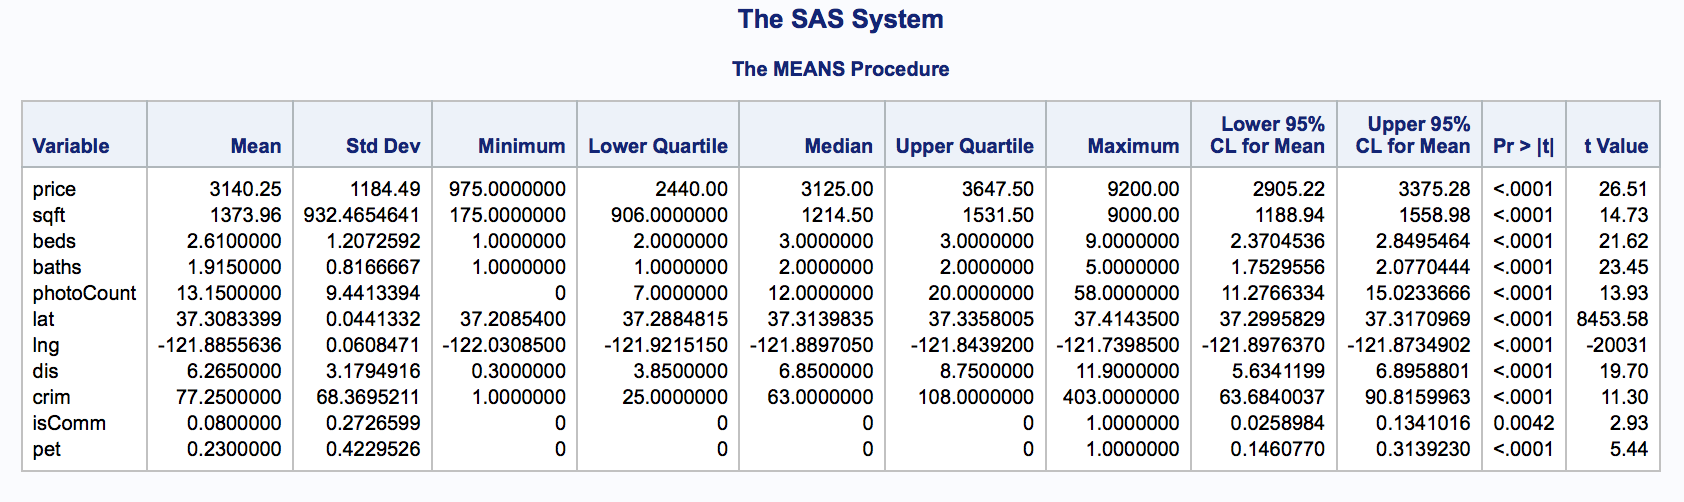 The SAS System
The MEANS Procedure
Variable Mean Std Dev Minimum Lower Quartile Median Upper Quartile Maximum Lower 95% CL for Mean Upper 95% CL for Mean Pr > |t| t Value
price 3140.25 1184.49 975.0000000 2440.00 3125.00 3647.50 9200.00 2905.22 3375.28 <.0001 26.51
sqft 1373.96 932.4654641 175.0000000 906.0000000 1214.50 1531.50 9000.00 1188.94 1558.98 <.0001 14.73
beds 2.6100000 1.2072592 1.0000000 2.0000000 3.0000000 3.0000000 9.0000000 2.3704536 2.8495464 <.0001 21.62
baths 1.9150000 0.8166667 1.0000000 1.0000000 2.0000000 2.0000000 5.0000000 1.7529556 2.0770444 <.0001 23.45
photoCount 13.1500000 9.4413394 0 7.0000000 12.0000000 20.0000000 58.0000000 11.2766334 15.0233666 <.0001 13.93
lat 37.3083399 0.0441332 37.2085400 37.2884815 37.3139835 37.3358005 37.4143500 37.2995829 37.3170969 <.0001 8453.58
lng -121.8855636 0.0608471 -122.0308500 -121.9215150 -121.8897050 -121.8439200 -121.7398500 -121.8976370 -121.8734902 <.0001 -20031
dis 6.2650000 3.1794916 0.3000000 3.8500000 6.8500000 8.7500000 11.9000000 5.6341199 6.8958801 <.0001 19.70
crim 77.2500000 68.3695211 1.0000000 25.0000000 63.0000000 108.0000000 403.0000000 63.6840037 90.8159963 <.0001 11.30
isComm 0.0800000 0.2726599 0 0 0 0 1.0000000 0.0258984 0.1341016 0.0042 2.93
pet 0.2300000 0.4229526 0 0 0 0 1.0000000 0.1460770 0.3139230 <.0001 5.44